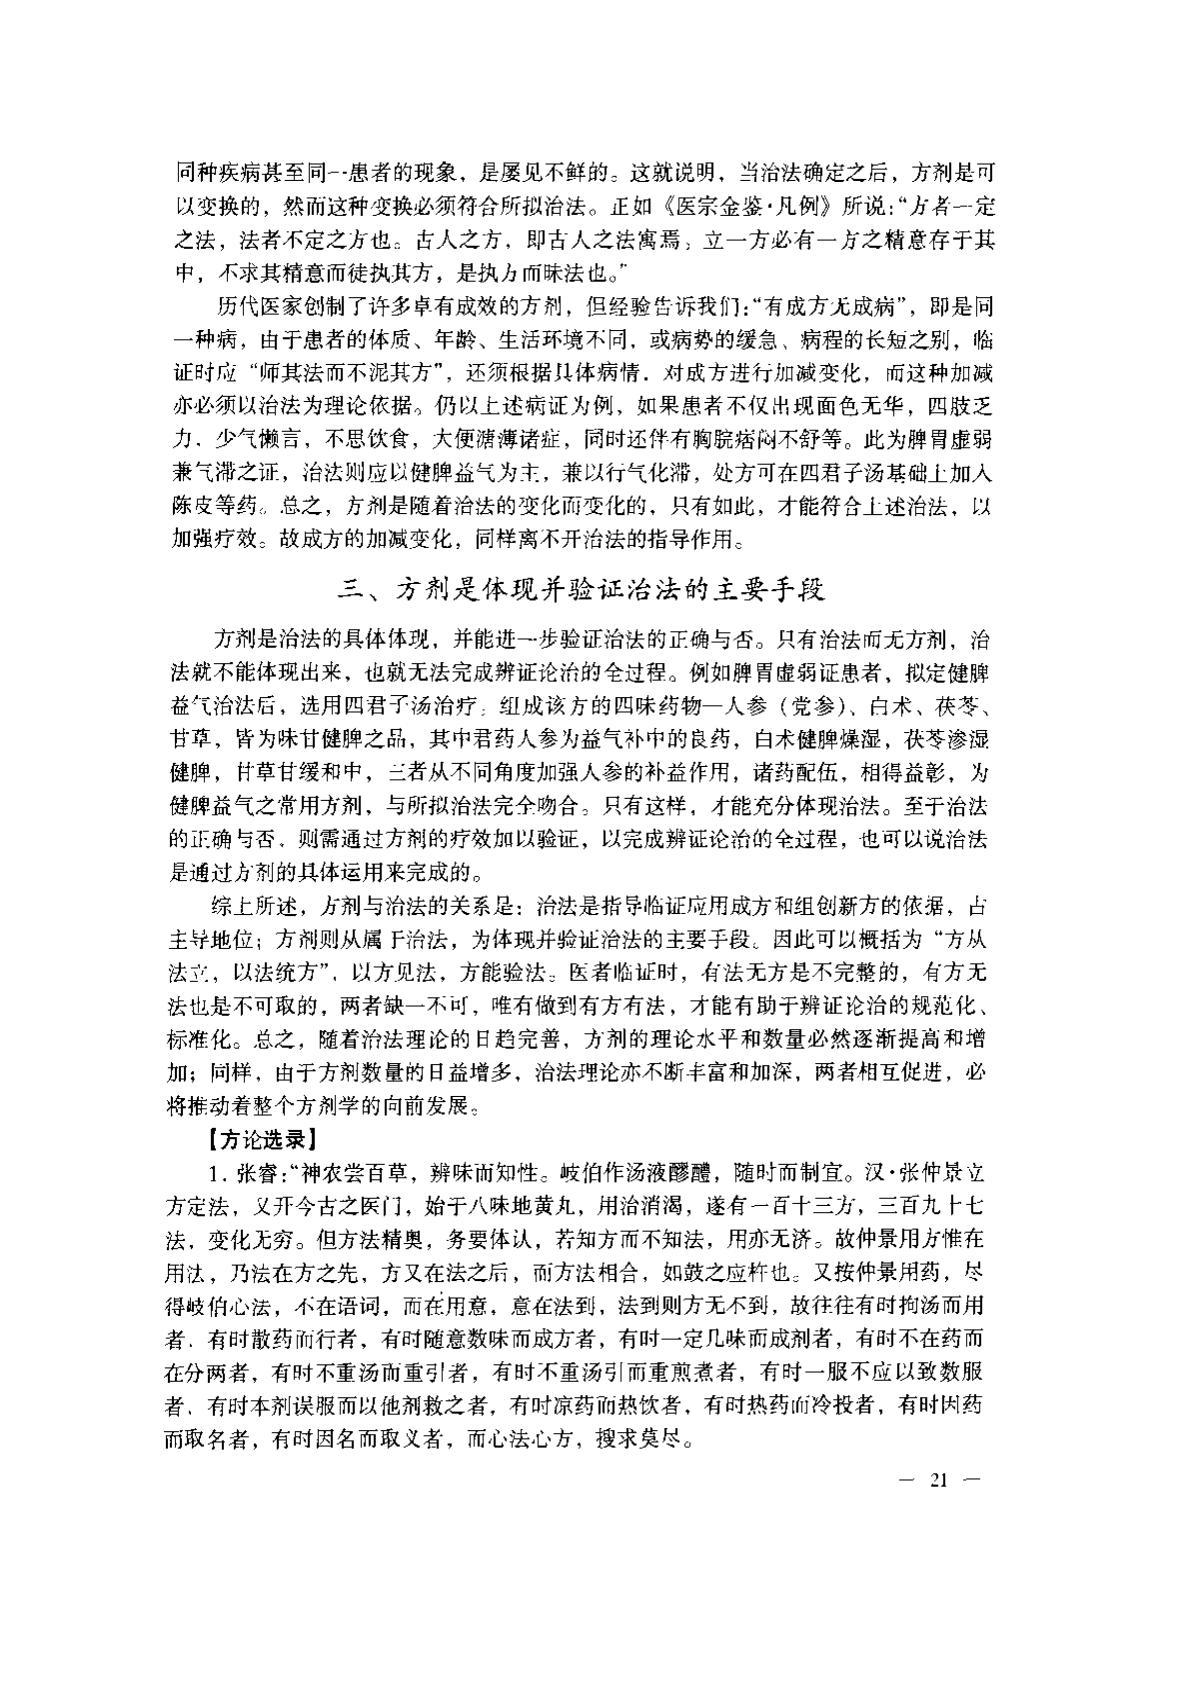 同种疾病甚至同一患者的现象，是屡见不鲜的。这就说明，当治法确定之后，方剂是可
以变换的，然而这种变换必须符合所拟治法。正如《医宗金鉴·凡例》所说：“方者一定
之法，法者不定之方也。古人之方，即古人之法寓焉；立一方必有一方之精意存于其
中，不求其精意而徒执其方，是执方而昧法也。”
历代医家创制了许多卓有成效的方剂，但经验告诉我们：“有成方无成病”，即是同
一种病，由于患者的体质、年龄、生活环境不同，或病势的缓急、病程的长短之别，临
证时应“师其法而不泥其方”，还须根据具体病情．对成方进行加减变化，而这种加减
亦必须以治法为理论依据。仍以上述病证为例，如果患者不仅出现面色无华，四肢乏
力．少气懒言，不思饮食，大便溏薄诸症，同时还伴有胸脘痞闷不舒等。此为脾胃虚弱
兼气滞之证，治法则应以健脾益气为主，兼以行气化滞，处方可在四君子汤基础上加入
陈皮等药。总之，方剂是随着治法的变化而变化的，只有如此，才能符合上述治法，以
加强疗效。故成方的加减变化，同样离不开治法的指导作用。
三、方剂是体现并验证治法的主要手段
方剂是治法的具体体现，并能进一步验证治法的正确与否。只有治法而无方剂，治
法就不能体现出来，也就无法完成辨证论治的全过程。例如脾胃虚弱证患者，拟定健脾
益气治法后，选用四君子汤治疗；组成该方的四味药物—人参（党参）、白术、茯苓、
甘草，皆为味甘健脾之品，其中君药人参为益气补中的良药，白术健脾燥湿，茯苓渗湿
健脾，甘草甘缓和中，三者从不同角度加强人参的补益作用，诸药配伍，相得益彰，为
健脾益气之常用方剂，与所拟治法完全吻合。只有这样，才能充分体现治法。至于治法
的正确与否．则需通过方剂的疗效加以验证，以完成辨证论治的全过程，也可以说治法
是通过方剂的具体运用来完成的。
综上所述，方剂与治法的关系是：治法是指导临证应用成方和组创新方的依据，占
主导地位；方剂则从属于治法，为体现并验证治法的主要手段。因此可以概括为“方从
法立，以法统方”．以方见法，方能验法。医者临证时，有法无方是不完整的，有方无
法也是不可取的，两者缺一不可，唯有做到有方有法，才能有助于辨证论治的规范化、
标准化。总之，随着治法理论的日趋完善，方剂的理论水平和数量必然逐渐提高和增
加；同样，由于方剂数量的日益增多，治法理论亦不断丰富和加深，两者相互促进，必
将推动着整个方剂学的向前发展。
【方论选录】
1. 张睿：“神农尝百草，辨味而知性。岐伯作汤液醪醴，随时而制宜。汉·张仲景立
方定法，又开今古之医门，始于八味地黄丸，用治消渴，遂有一百十三方，三百九十七
法，变化无穷。但方法精奥，务要体认，若知方而不知法，用亦无济。故仲景用方惟在
用法，乃法在方之先，方又在法之后，而方法相合，如鼓之应杵也。又按仲景用药，尽
得岐伯心法，不在语词，而在用意，意在法到，法到则方无不到，故往往有时拘汤而用
者．有时散药而行者，有时随意数味而成方者，有时一定几味而成剂者，有时不在药而
在分两者，有时不重汤而重引者，有时不重汤引而重煎煮者，有时一服不应以致数服
者．有时本剂误服而以他剂救之者，有时凉药而热饮者，有时热药而冷投者，有时因药
而取名者，有时因名而取义者，而心法心方，搜求莫尽。
— 21 —